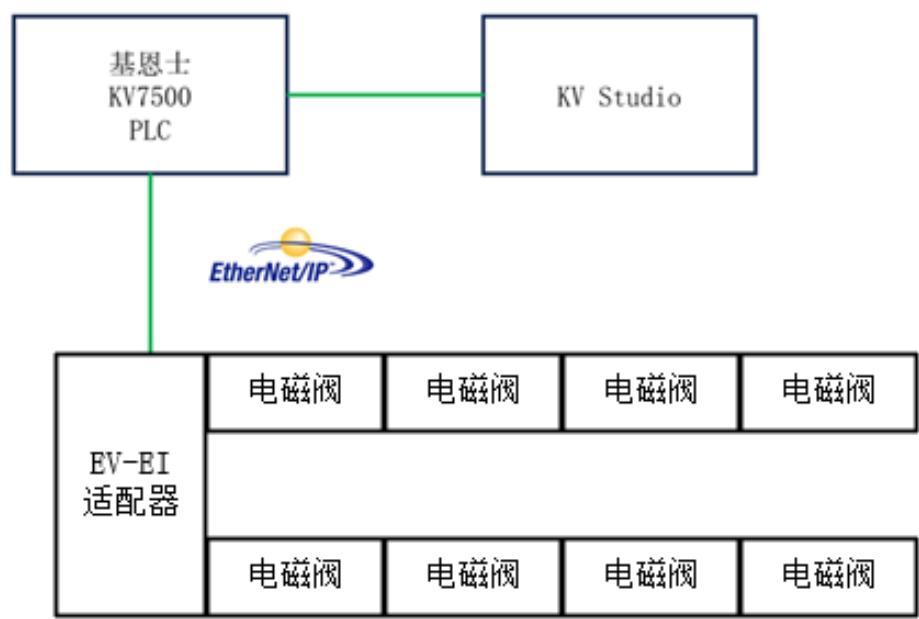 基恩士
KV7500
PLC
KV Studio
EtherNet/IP
电磁阀 电磁阀 电磁阀 电磁阀
EV-EI
适配器
电磁阀 电磁阀 电磁阀 电磁阀